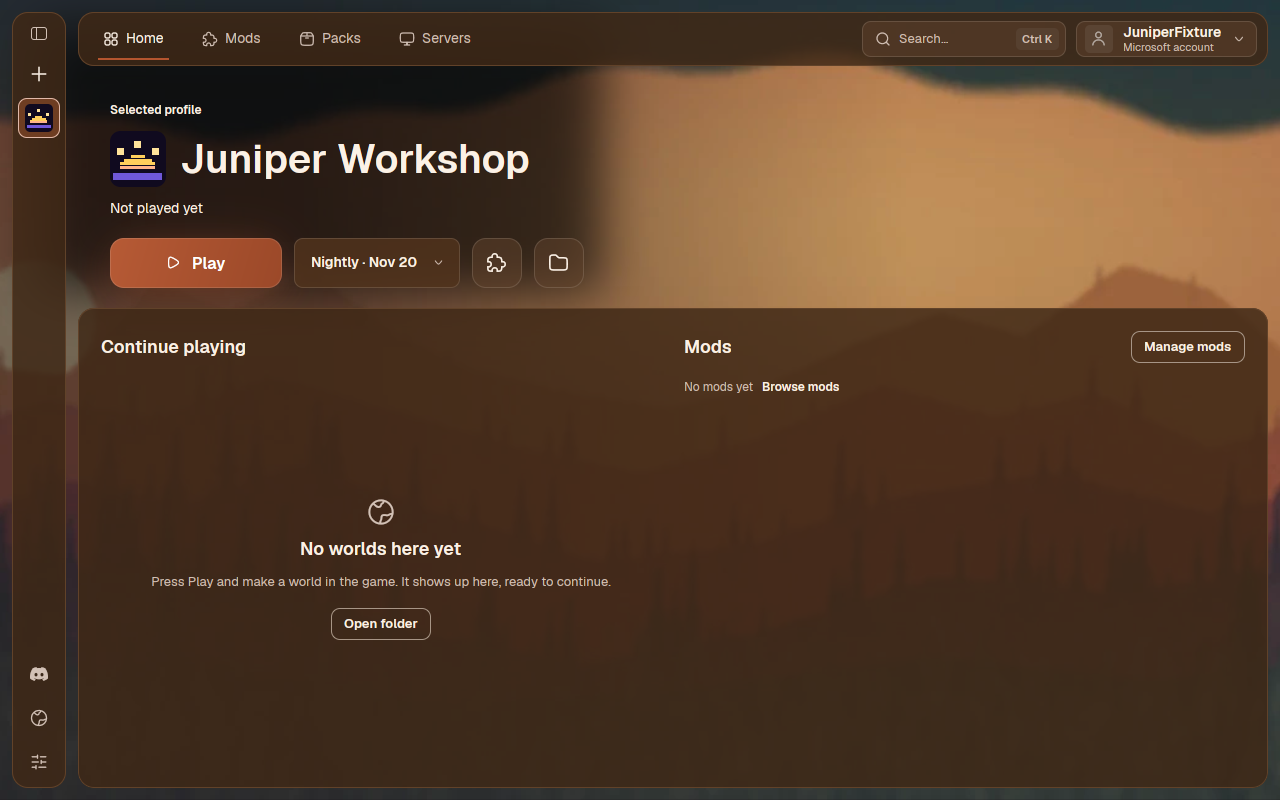 Home
Mods
Packs
Servers
Search...
Ctrl K
JuniperFixture
Microsoft account
Selected profile
Juniper Workshop
Not played yet
Play
Nightly · Nov 20
Continue playing
No worlds here yet
Press Play and make a world in the game. It shows up here, ready to continue.
Open folder
Mods
Manage mods
No mods yet Browse mods